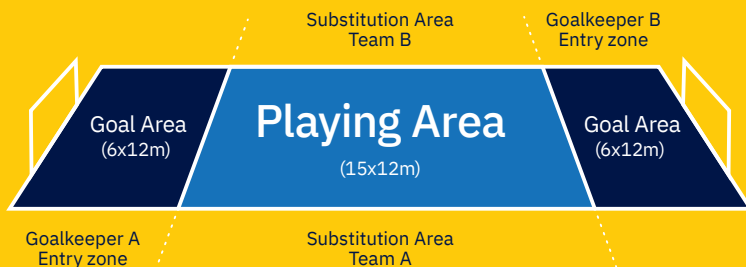 Substitution Area
Team B
Goalkeeper B
Entry zone
Goal Area
(6x12m)
Playing Area
(15x12m)
Goal Area
(6x12m)
Goalkeeper A
Entry zone
Substitution Area
Team A